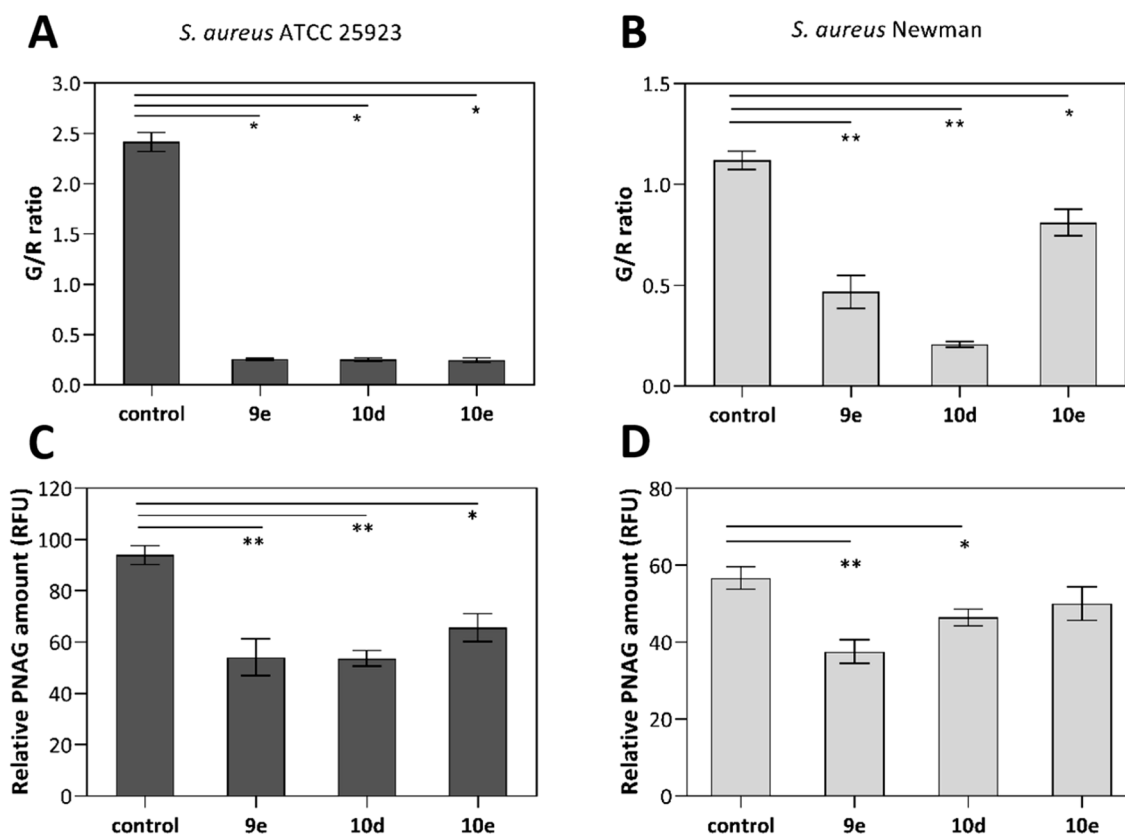 A
S. aureus ATCC 25923
G/R ratio
3.0
2.5
2.0
1.5
1.0
0.5
0.0
*
*
*
control 9e 10d 10e
B
S. aureus Newman
G/R ratio
1.5
1.0
0.5
0.0
**
**
*
control 9e 10d 10e
C
Relative PNAG amount (RFU)
120
100
80
60
40
20
0
**
**
*
control 9e 10d 10e
D
Relative PNAG amount (RFU)
80
60
40
20
0
**
*
control 9e 10d 10e